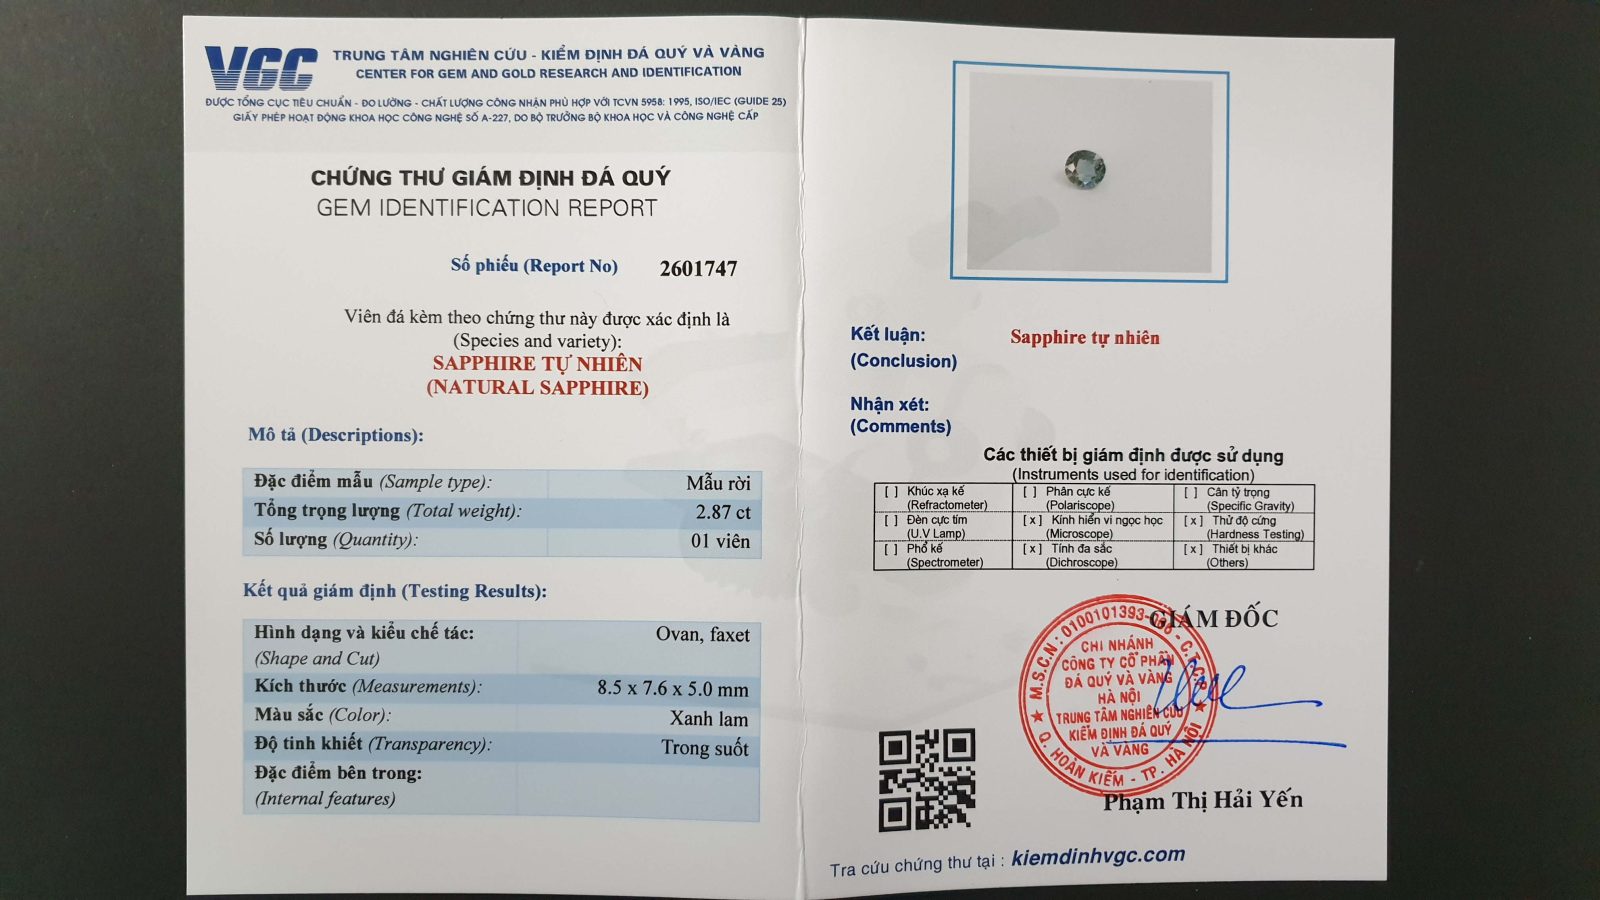 VGC
TRUNG TÂM NGHIÊN CỨU - KIỂM ĐỊNH ĐÁ QUÝ VÀ VÀNG
CENTER FOR GEM AND GOLD RESEARCH AND IDENTIFICATION
ĐƯỢC TỔNG CỤC TIÊU CHUẨN - ĐO LƯỜNG - CHẤT LƯỢNG CÔNG NHẬN PHÙ HỢP VỚI TCVN 5958: 1995, ISO/IEC (GUIDE 25)
GIẤY PHÉP HOẠT ĐỘNG KHOA HỌC CÔNG NGHỆ SỐ A-227, DO BỘ TRƯỞNG BỘ KHOA HỌC VÀ CÔNG NGHỆ CẤP
CHỨNG THƯ GIÁM ĐỊNH ĐÁ QUÝ
GEM IDENTIFICATION REPORT
Số phiếu (Report No) 2601747
Viên đá kèm theo chứng thư này được xác định là
(Species and variety):
SAPPHIRE TỰ NHIÊN
(NATURAL SAPPHIRE)
Mô tả (Descriptions):
Đặc điểm mẫu (Sample type): Mẫu rời
Tổng trọng lượng (Total weight): 2.87 ct
Số lượng (Quantity): 01 viên
Kết quả giám định (Testing Results):
Hình dạng và kiểu chế tác: Ovan, faxet
(Shape and Cut)
Kích thước (Measurements): 8.5 x 7.6 x 5.0 mm
Màu sắc (Color): Xanh lam
Độ tinh khiết (Transparency): Trong suốt
Đặc điểm bên trong:
(Internal features)
Kết luận: Sapphire tự nhiên
(Conclusion)
Nhận xét:
(Comments)
Các thiết bị giám định được sử dụng
(Instruments used for identification)
[ ] Khúc xạ kế [ ] Phân cực kế [ ] Cân tỷ trọng
(Refractometer) (Polariscope) (Specific Gravity)
[ ] Đèn cực tím [x] Kính hiển vi ngọc học [x] Thử độ cứng
(U.V Lamp) (Microscope) (Hardness Testing)
[ ] Phổ kế [x] Tính đa sắc [x] Thiết bị khác
(Spectrometer) (Dichroscope) (Others)
GIÁM ĐỐC
M.S.C.N: 0100101393- - C.T.C.P
CHI NHÁNH
CÔNG TY CỔ PHẦN
ĐÁ QUÝ VÀ VÀNG
HÀ NỘI
TRUNG TÂM NGHIÊN CỨU
KIỂM ĐỊNH ĐÁ QUÝ
VÀ VÀNG
★ Q. HOÀN KIẾM - TP. HÀ NỘI ★
Phạm Thị Hải Yến
Tra cứu chứng thư tại : kiemdinhvgc.com